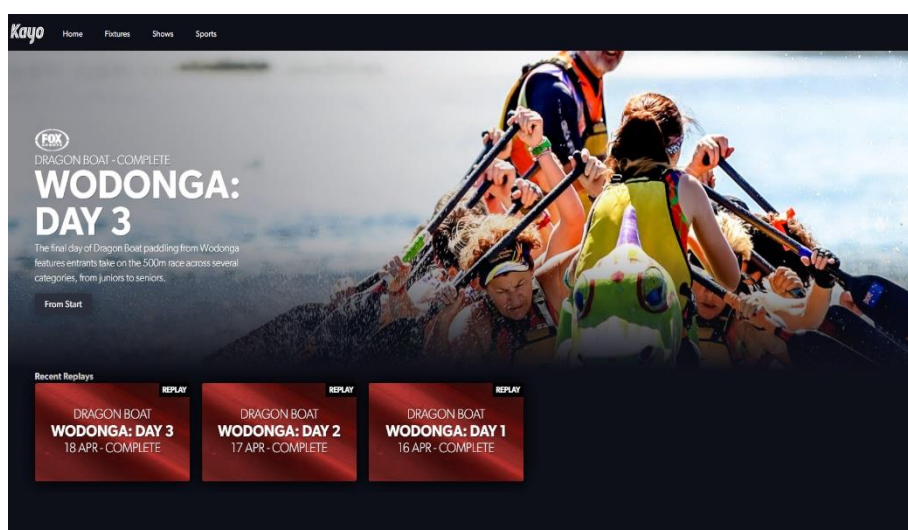 Kayo Home Fixtures Shows Sports
FOX
SPORTS
DRAGON BOAT - COMPLETE
WODONGA:
DAY 3
The final day of Dragon Boat paddling from Wodonga
features entrants take on the 500m race across several
categories, from juniors to seniors.
From Start
Recent Replays
REPLAY
DRAGON BOAT
WODONGA: DAY 3
18 APR - COMPLETE
REPLAY
DRAGON BOAT
WODONGA: DAY 2
17 APR - COMPLETE
REPLAY
DRAGON BOAT
WODONGA: DAY 1
16 APR - COMPLETE